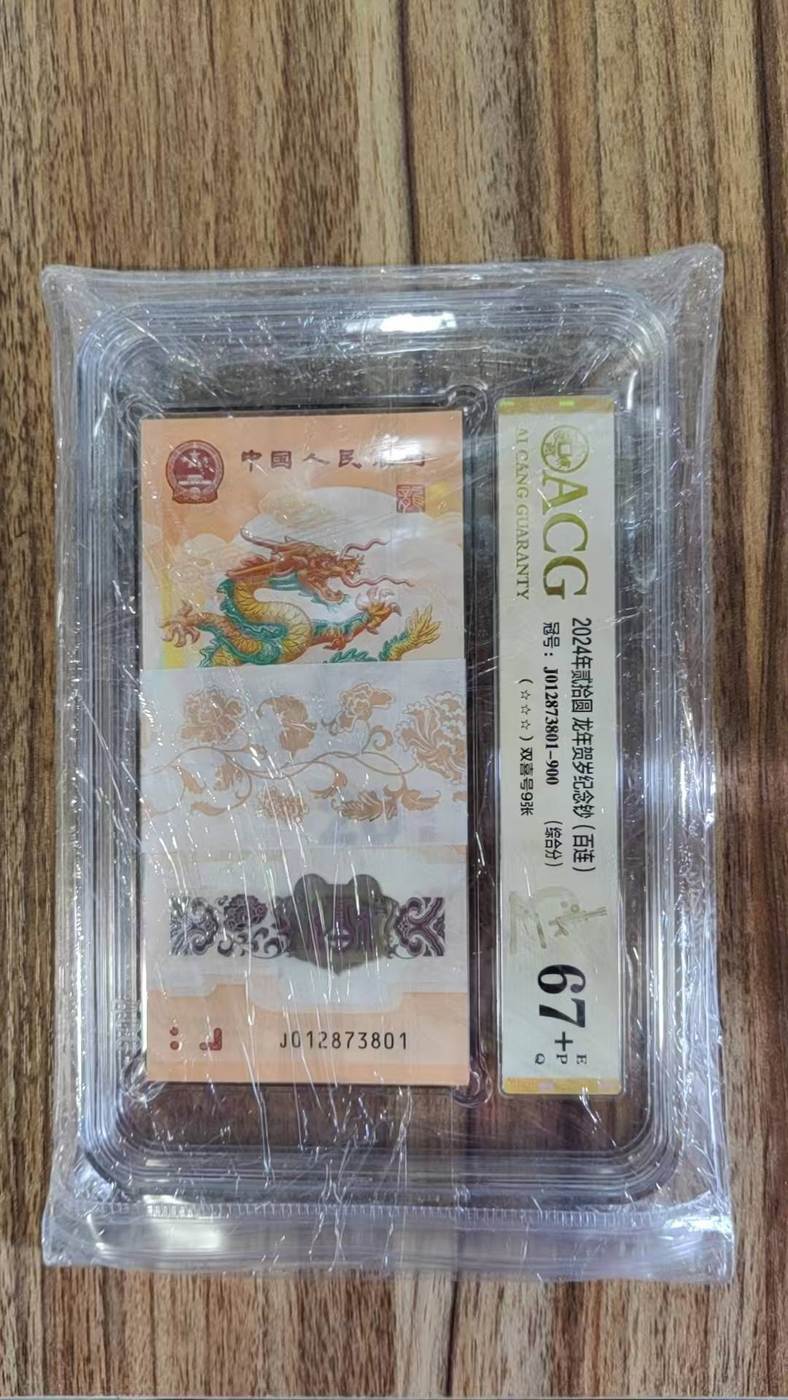 中国人民银行
J012873801
ACG
AI CANG GUARANTY
2024年贰拾圆 龙年贺岁纪念钞（百连）
冠号：J012873801-900 （综合分）
（☆☆☆）双喜号9张
67+
E
P
Q